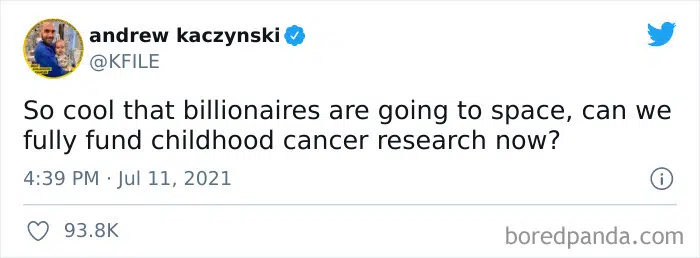 andrew kaczynski
@KFILE
So cool that billionaires are going to space, can we
fully fund childhood cancer research now?
4:39 PM · Jul 11, 2021
93.8K
boredpanda.com